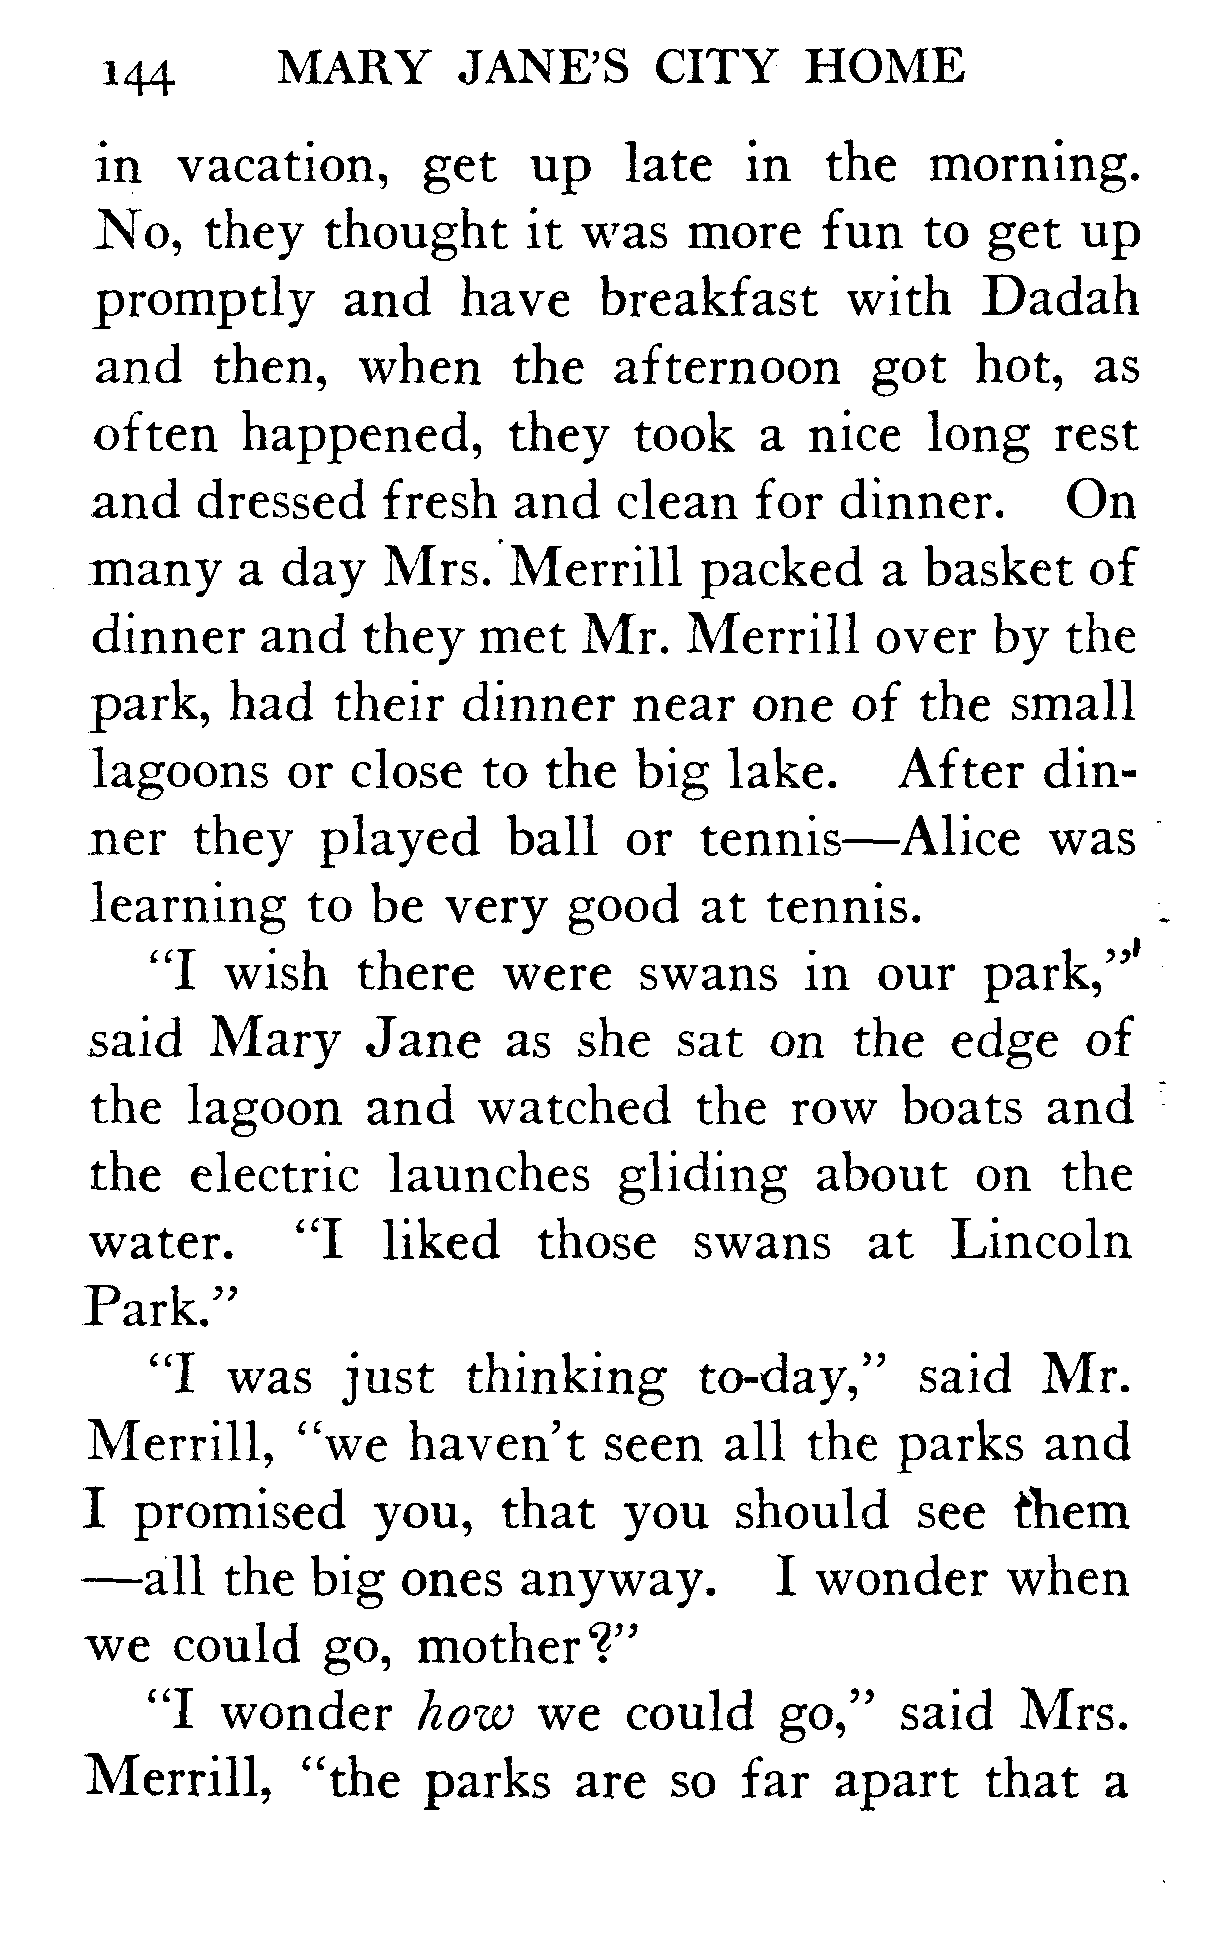 144 MARY JANE'S CITY HOME
in vacation, get up late in the morning.
No, they thought it was more fun to get up
promptly and have breakfast with Dadah
and then, when the afternoon got hot, as
often happened, they took a nice long rest
and dressed fresh and clean for dinner. On
many a day Mrs. Merrill packed a basket of
dinner and they met Mr. Merrill over by the
park, had their dinner near one of the small
lagoons or close to the big lake. After din-
ner they played ball or tennis—Alice was
learning to be very good at tennis.
"I wish there were swans in our park,"
said Mary Jane as she sat on the edge of
the lagoon and watched the row boats and
the electric launches gliding about on the
water. "I liked those swans at Lincoln
Park."
"I was just thinking to-day," said Mr.
Merrill, "we haven't seen all the parks and
I promised you, that you should see them
—all the big ones anyway. I wonder when
we could go, mother?"
"I wonder how we could go," said Mrs.
Merrill, "the parks are so far apart that a